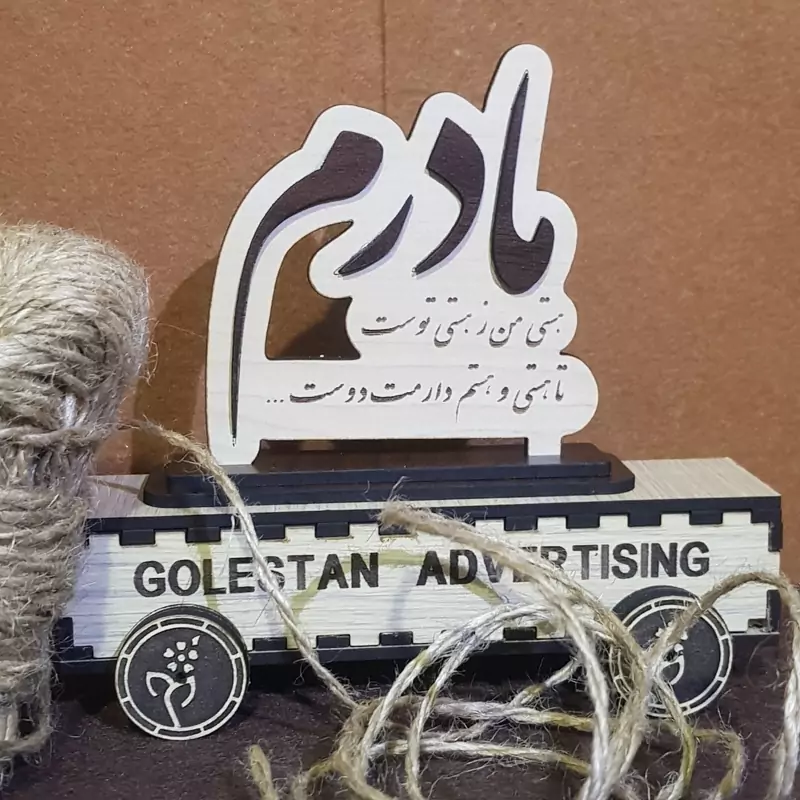 مادرم
هستی من ز هستی توست
تا هستی و هستم دارمت دوست ...
GOLESTAN ADVERTISING